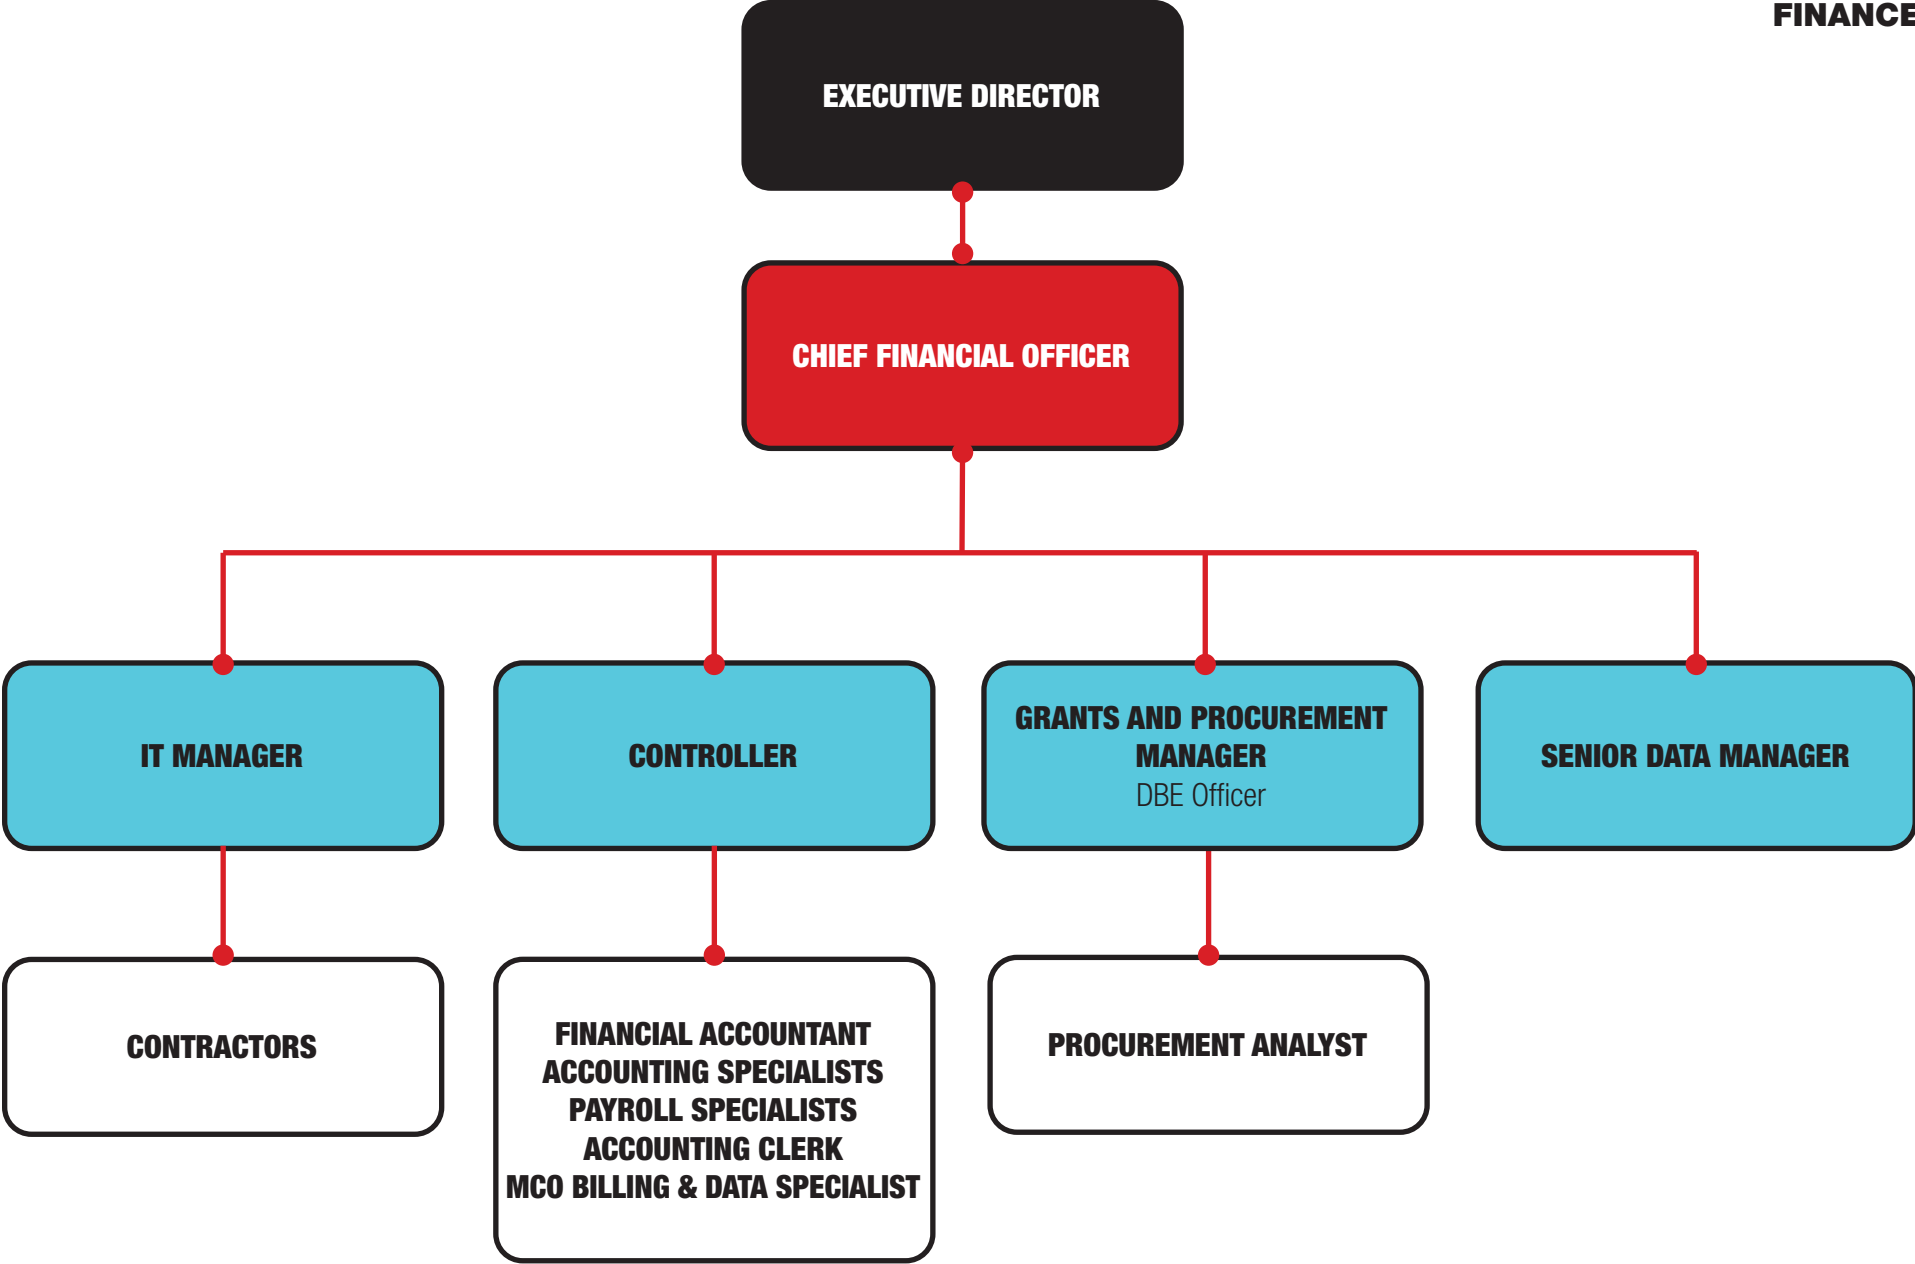 FINANCE
EXECUTIVE DIRECTOR
CHIEF FINANCIAL OFFICER
IT MANAGER
CONTROLLER
GRANTS AND PROCUREMENT
MANAGER
DBE Officer
SENIOR DATA MANAGER
CONTRACTORS
FINANCIAL ACCOUNTANT
ACCOUNTING SPECIALISTS
PAYROLL SPECIALISTS
ACCOUNTING CLERK
MCO BILLING & DATA SPECIALIST
PROCUREMENT ANALYST